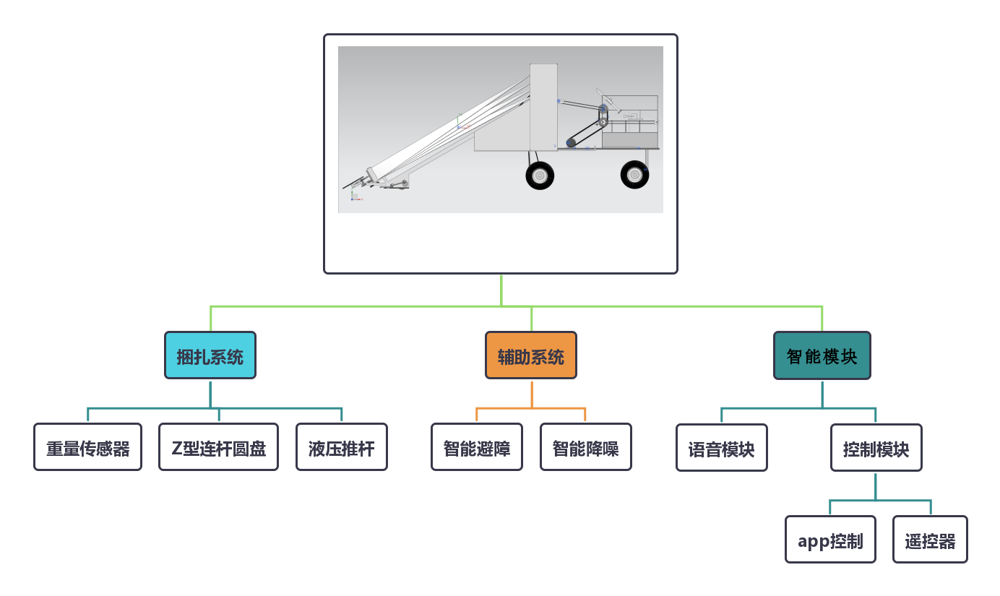 捆扎系统
辅助系统
智能模块
重量传感器
Z型连杆圆盘
液压推杆
智能避障
智能降噪
语音模块
控制模块
app控制
遥控器